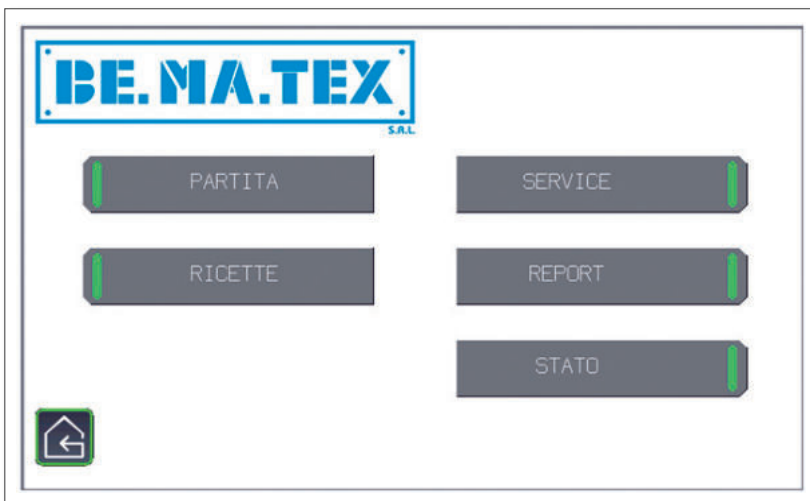 BE.MA.TEX
S.R.L.
PARTITA
SERVICE
RICETTE
REPORT
STATO